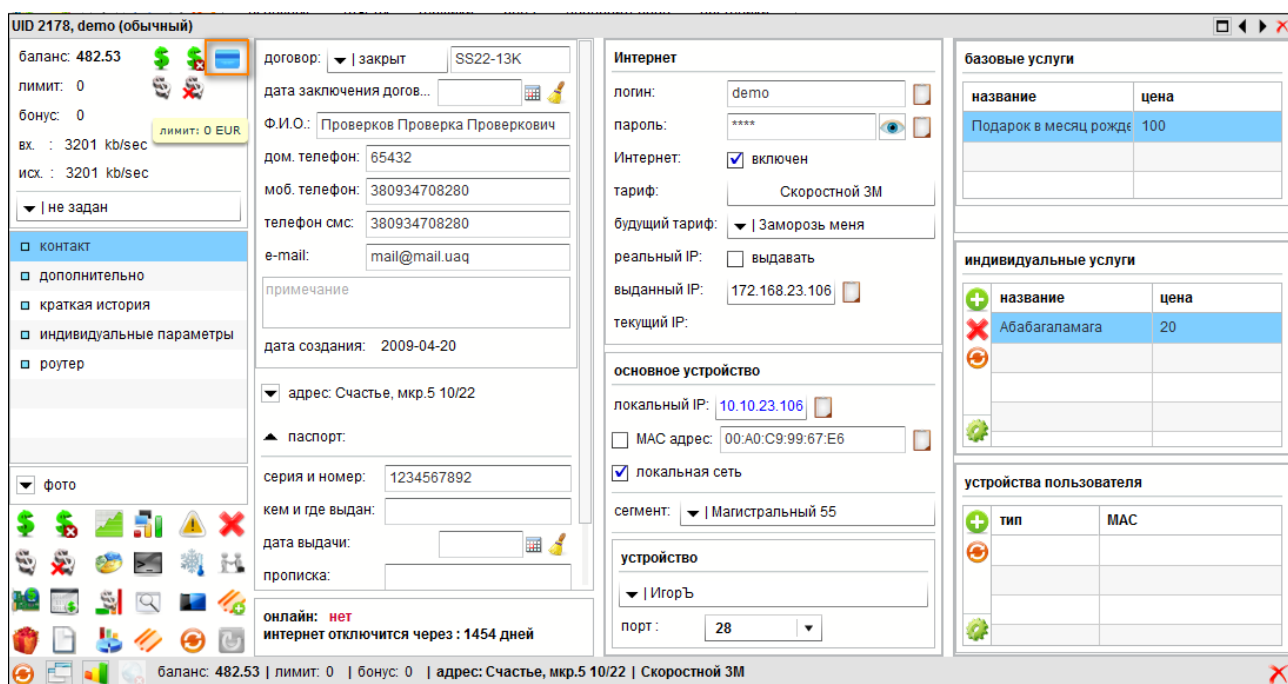 UID 2178, demo (обычный)
баланс: 482.53
лимит: 0
бонус: 0
лимит: 0 EUR
вх. : 3201 kb/sec
исх. : 3201 kb/sec
| не задан
контакт
дополнительно
краткая история
индивидуальные параметры
роутер
фото
договор: | закрыт SS22-13K
дата заключения догов...
Ф.И.О.: Проверков Проверка Проверкович
дом. телефон: 65432
моб. телефон: 380934708280
телефон смс: 380934708280
e-mail: mail@mail.uaq
примечание
дата создания: 2009-04-20
адрес: Счастье, мкр.5 10/22
паспорт:
серия и номер: 1234567892
кем и где выдан:
дата выдачи:
прописка:
онлайн: нет
интернет отключится через : 1454 дней
Интернет
логин: demo
пароль: ****
Интернет: включен
тариф: Скоростной 3М
будущий тариф: | Заморозь меня
реальный IP: выдавать
выданный IP: 172.168.23.106
текущий IP:
основное устройство
локальный IP: 10.10.23.106
MAC адрес: 00:A0:C9:99:67:E6
локальная сеть
сегмент: | Магистральный 55
устройство
| ИгорЪ
порт : 28
базовые услуги
название цена
Подарок в месяц рожде 100
индивидуальные услуги
название цена
Абабагаламага 20
устройства пользователя
тип MAC
баланс: 482.53 | лимит: 0 | бонус: 0 | адрес: Счастье, мкр.5 10/22 | Скоростной 3М